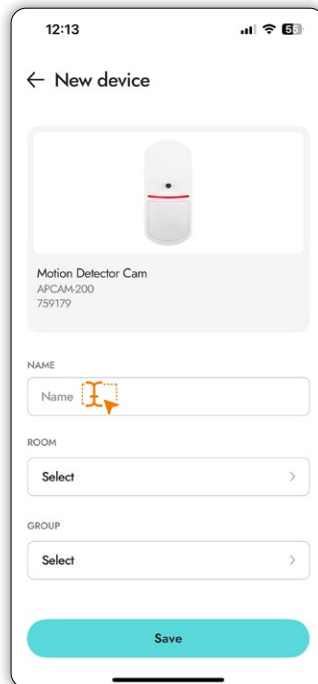 12:13
55
New device
Motion Detector Cam
APCAM-200
759179
NAME
Name
ROOM
Select
GROUP
Select
Save